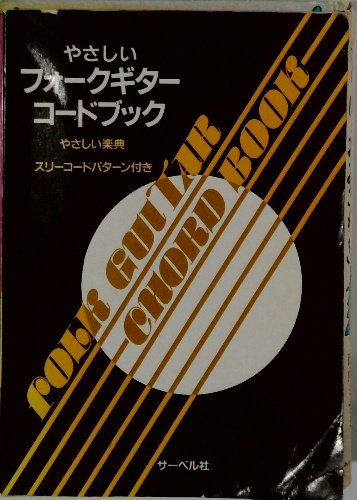 やさしい
フォークギター
コードブック
やさしい楽典
スリーコードパターン付き
FOLK GUITAR
CHORD BOOK
サーベル社